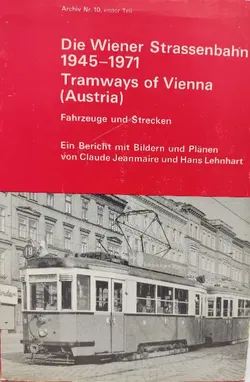 Archiv Nr. 10, erster Teil
Die Wiener Strassenbahn
1945–1971
Tramways of Vienna
(Austria)
Fahrzeuge und Strecken
Ein Bericht mit Bildern und Plänen
von Claude Jeanmaire und Hans Lehnhart